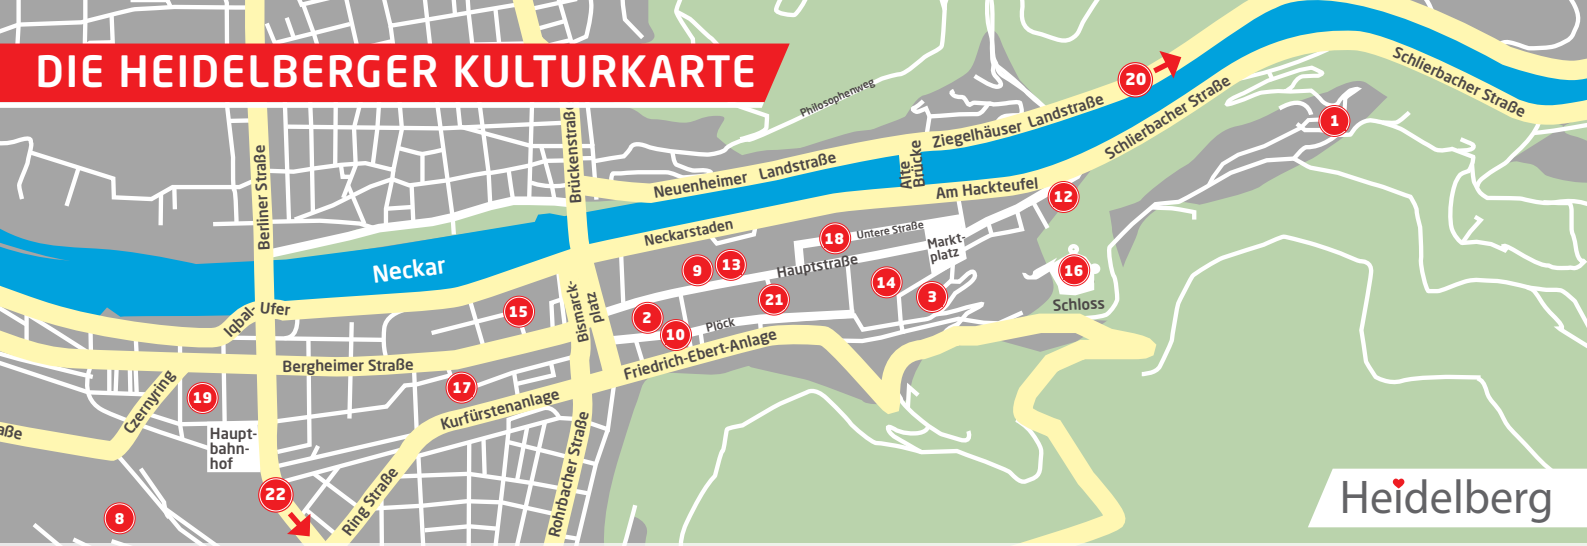 DIE HEIDELBERGER KULTURKARTE
Philosophenweg
20
Schlierbacher Straße
1
Ziegelhäuser Landstraße
Schlierbacher Straße
Brückenstraße
Berliner Straße
Neuenheimer Landstraße
Alte
Brücke
Am Hackteufel
12
Neckarstaden
18
Untere Straße
Markt-
platz
Neckar
9
13
Hauptstraße
14
3
16
Schloss
21
Iqbal-
Ufer
15
Bismarck-
platz
2
10
Plöck
Friedrich-Ebert-Anlage
Bergheimer Straße
17
Kurfürstenanlage
19
Czernyring
aße
Haupt-
bahn-
hof
22
Ring Straße
Rohrbacher Straße
8
Heidelberg